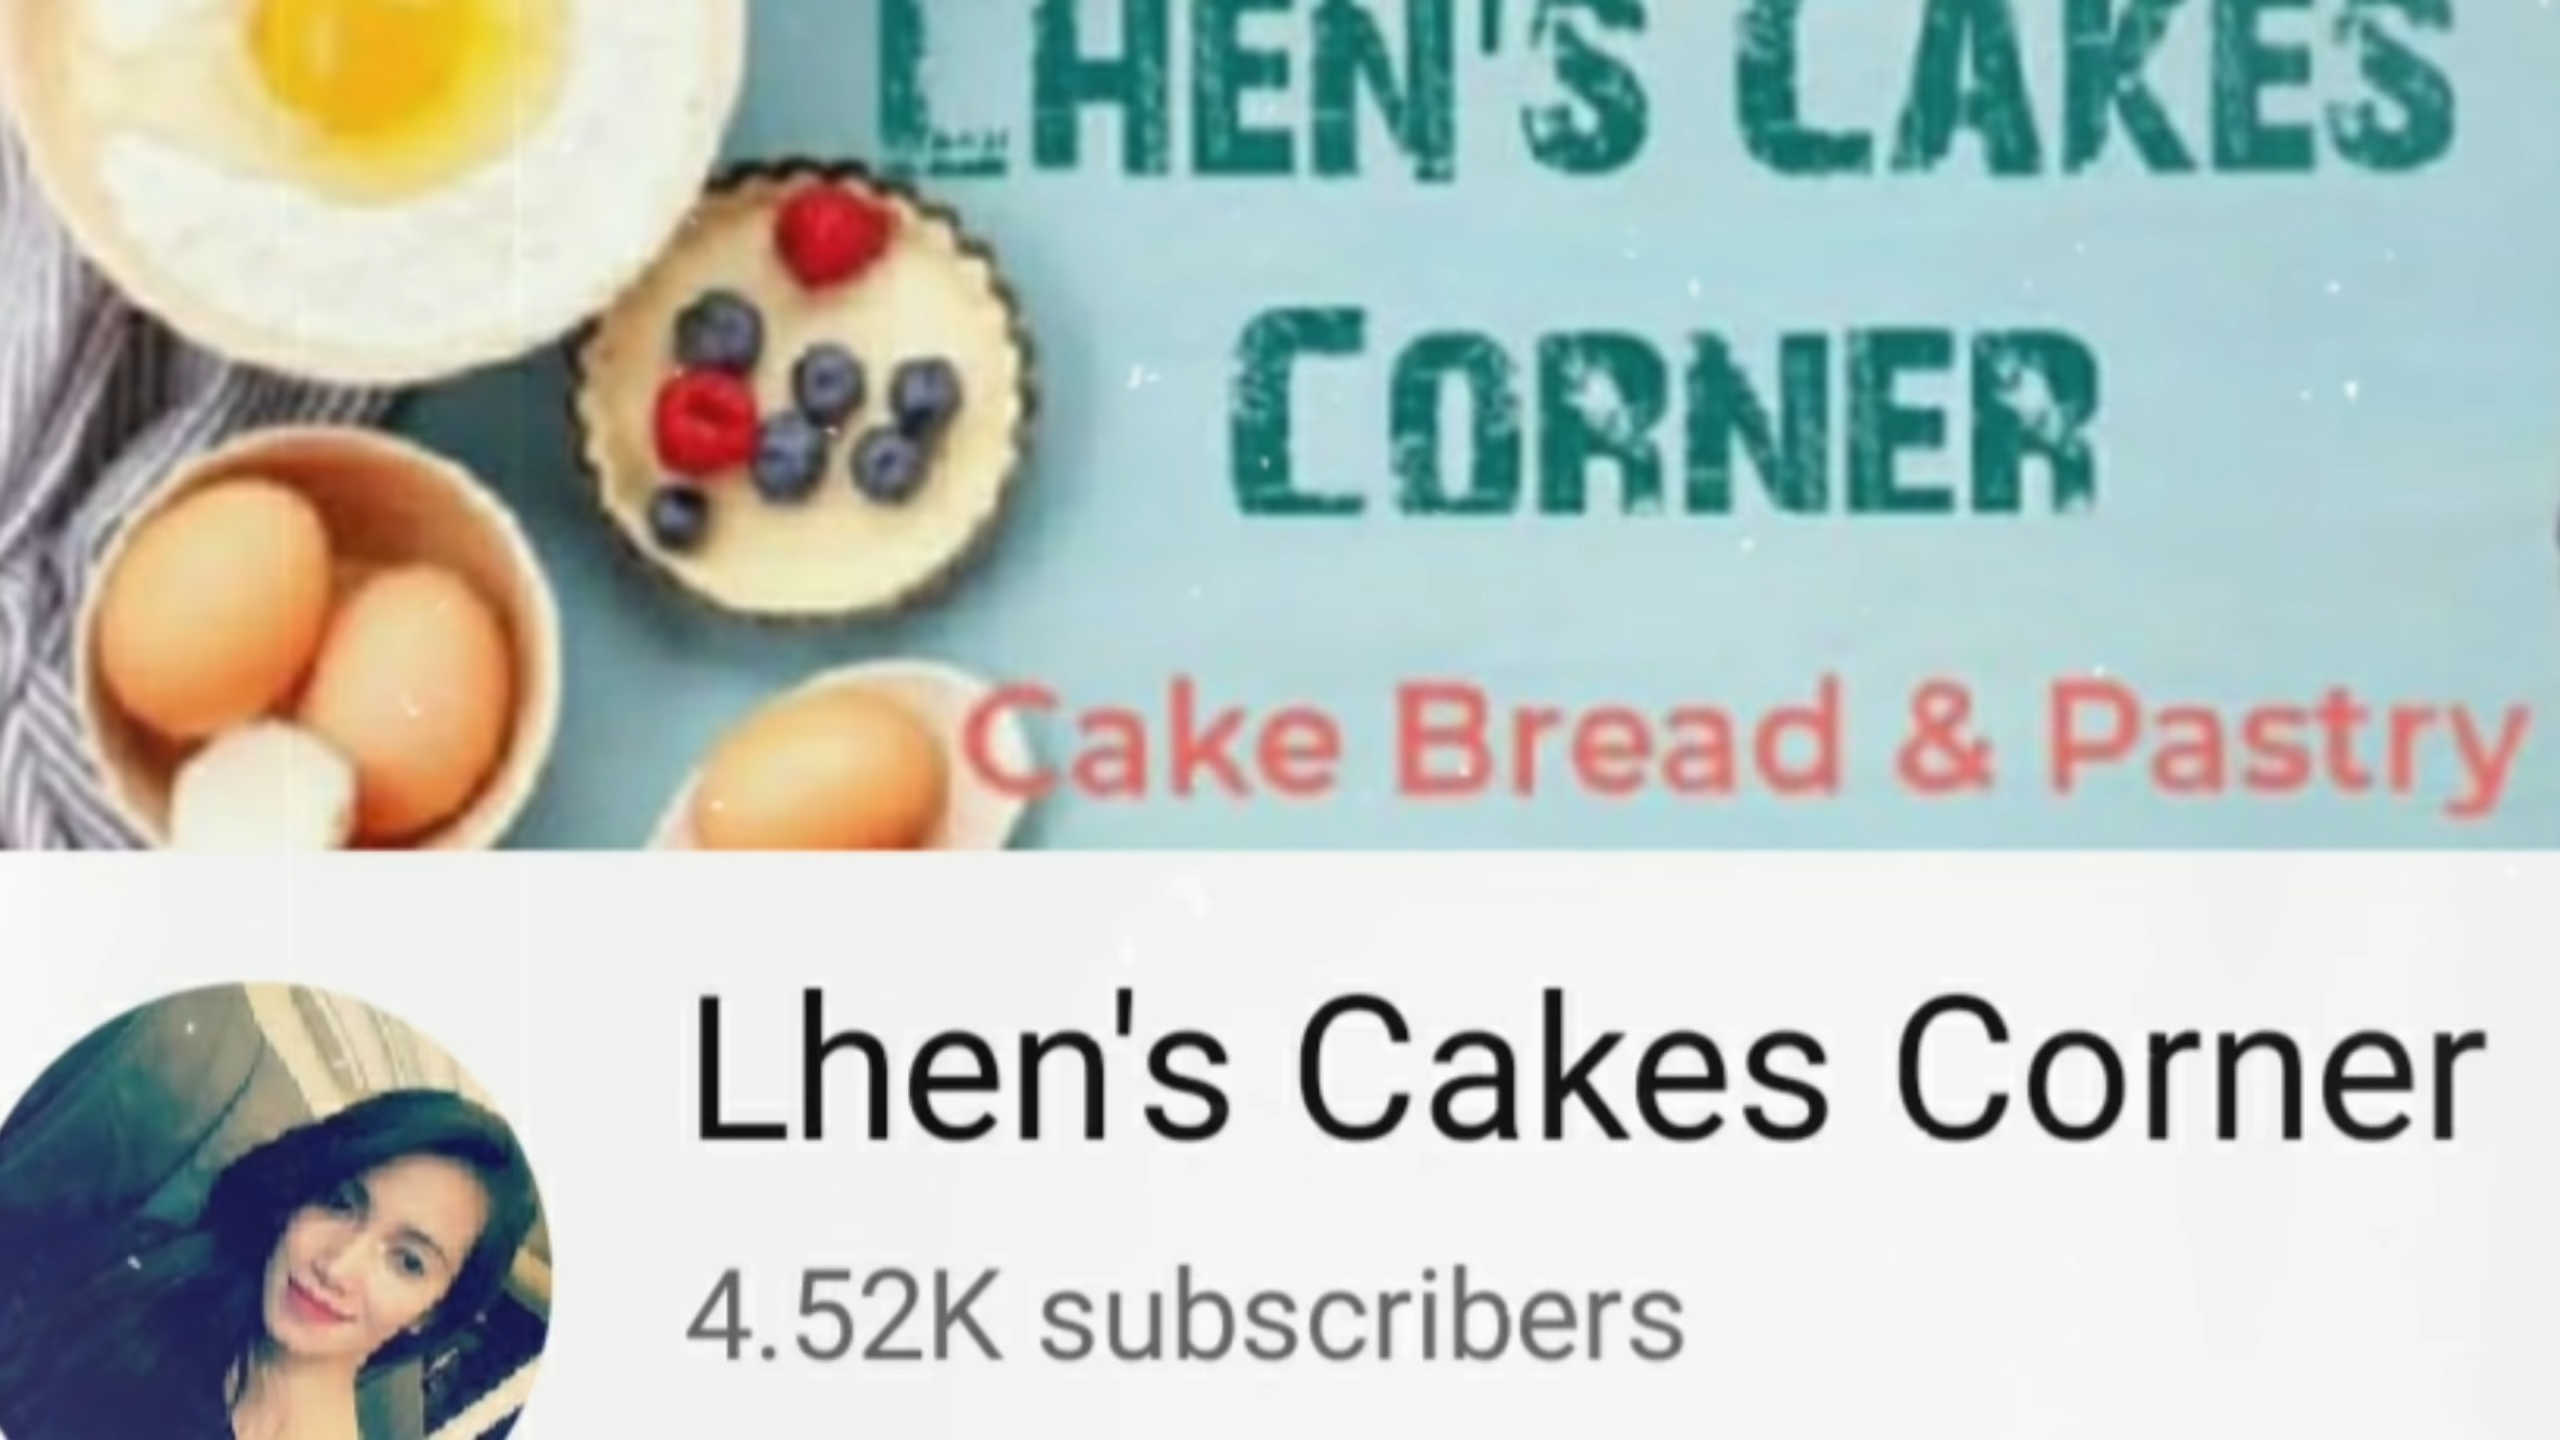 LHEN'S CAKES
CORNER
Cake Bread & Pastry
Lhen's Cakes Corner
4.52K subscribers